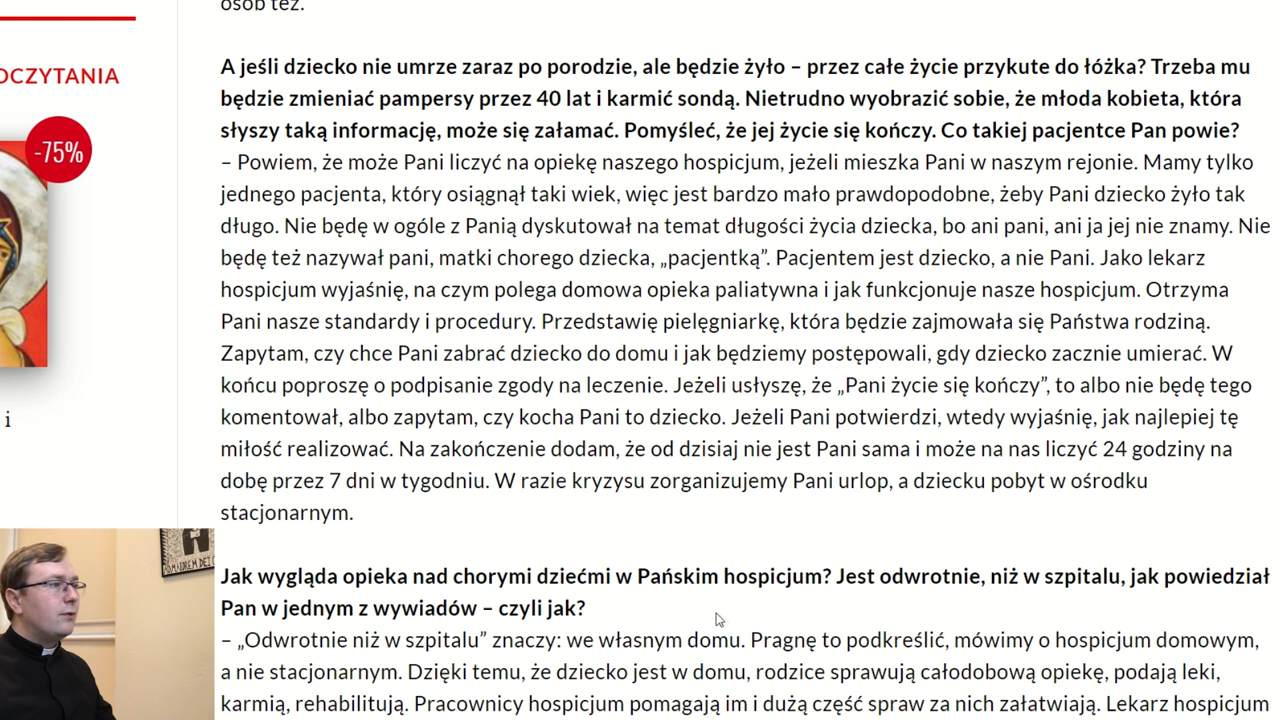 osób też.
OCZYTANIA
A jeśli dziecko nie umrze zaraz po porodzie, ale będzie żyło – przez całe życie przykute do łóżka? Trzeba mu
będzie zmieniać pampersy przez 40 lat i karmić sondą. Nietrudno wyobrazić sobie, że młoda kobieta, która
słyszy taką informację, może się załamać. Pomyśleć, że jej życie się kończy. Co takiej pacjentce Pan powie?
-75%
– Powiem, że może Pani liczyć na opiekę naszego hospicjum, jeżeli mieszka Pani w naszym rejonie. Mamy tylko
jednego pacjenta, który osiągnął taki wiek, więc jest bardzo mało prawdopodobne, żeby Pani dziecko żyło tak
długo. Nie będę w ogóle z Panią dyskutował na temat długości życia dziecka, bo ani pani, ani ja jej nie znamy. Nie
będę też nazywał pani, matki chorego dziecka, „pacjentką”. Pacjentem jest dziecko, a nie Pani. Jako lekarz
hospicjum wyjaśnię, na czym polega domowa opieka paliatywna i jak funkcjonuje nasze hospicjum. Otrzyma
Pani nasze standardy i procedury. Przedstawię pielęgniarkę, która będzie zajmowała się Państwa rodziną.
Zapytam, czy chce Pani zabrać dziecko do domu i jak będziemy postępowali, gdy dziecko zacznie umierać. W
końcu poproszę o podpisanie zgody na leczenie. Jeżeli usłyszę, że „Pani życie się kończy”, to albo nie będę tego
komentował, albo zapytam, czy kocha Pani to dziecko. Jeżeli Pani potwierdzi, wtedy wyjaśnię, jak najlepiej tę
i
miłość realizować. Na zakończenie dodam, że od dzisiaj nie jest Pani sama i może na nas liczyć 24 godziny na
dobę przez 7 dni w tygodniu. W razie kryzysu zorganizujemy Pani urlop, a dziecku pobyt w ośrodku
stacjonarnym.
Jak wygląda opieka nad chorymi dziećmi w Pańskim hospicjum? Jest odwrotnie, niż w szpitalu, jak powiedział
Pan w jednym z wywiadów – czyli jak?
– „Odwrotnie niż w szpitalu” znaczy: we własnym domu. Pragnę to podkreślić, mówimy o hospicjum domowym,
a nie stacjonarnym. Dzięki temu, że dziecko jest w domu, rodzice sprawują całodobową opiekę, podają leki,
karmią, rehabilitują. Pracownicy hospicjum pomagają im i dużą część spraw za nich załatwiają. Lekarz hospicjum